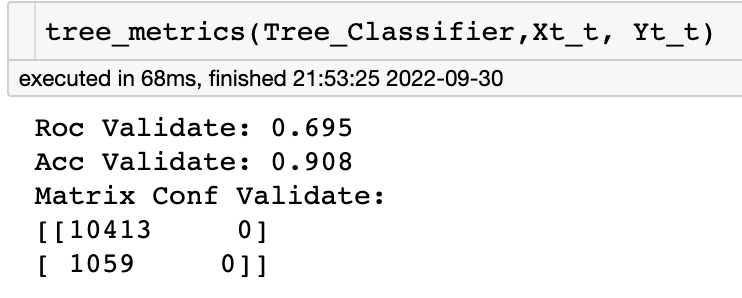 tree_metrics(Tree_Classifier,Xt_t, Yt_t)
executed in 68ms, finished 21:53:25 2022-09-30
Roc Validate: 0.695
Acc Validate: 0.908
Matrix Conf Validate:
[[10413     0]
[ 1059     0]]